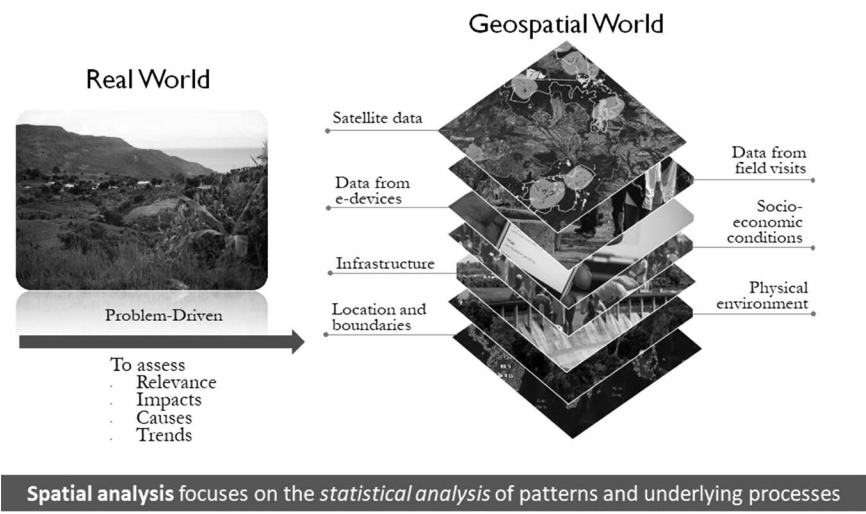 Geospatial World
Real World
Satellite data
Data from
field visits
Data from
e-devices
Socio-
economic
conditions
Infrastructure
Physical
environment
Location and
boundaries
Problem-Driven
To assess
. Relevance
. Impacts
. Causes
. Trends
Spatial analysis focuses on the statistical analysis of patterns and underlying processes